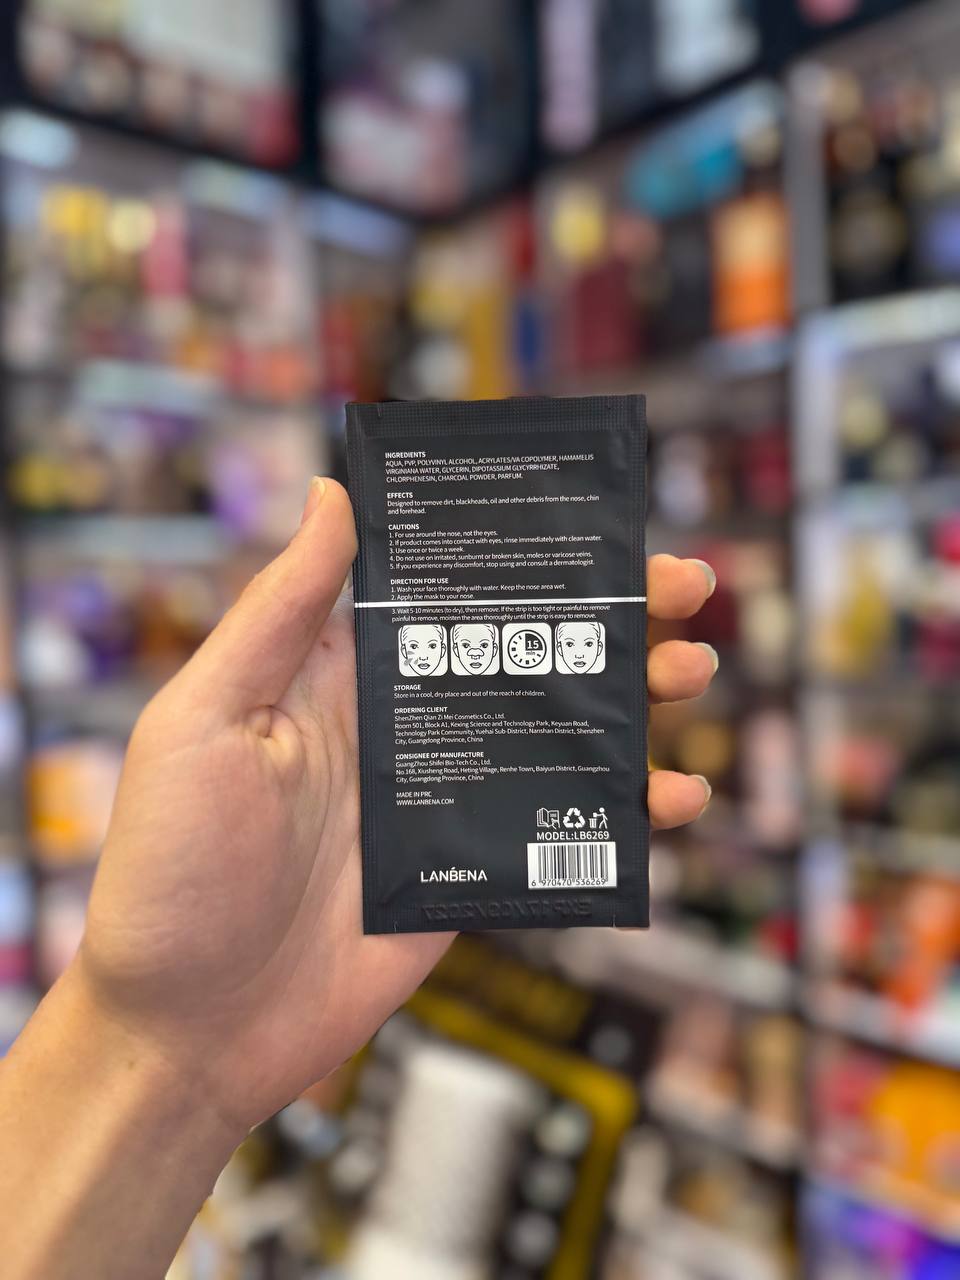 INGREDIENTS
AQUA, PVP, POLYVINYL ALCOHOL, ACRYLATES/VA COPOLYMER, HAMAMELIS
VIRGINIANA WATER, GLYCERIN, DIPOTASSIUM GLYCYRRHIZATE,
CHLORPHENESIN, CHARCOAL POWDER, PARFUM.
EFFECTS
Designed to remove dirt, blackheads, oil and other debris from the nose, chin
and forehead.
CAUTIONS
1. For use around the nose, not the eyes.
2. If product comes into contact with eyes, rinse immediately with clean water.
3. Use once or twice a week.
4. Do not use on irritated, sunburnt or broken skin, moles or varicose veins.
5. If you experience any discomfort, stop using and consult a dermatologist.
DIRECTION FOR USE
1. Wash your face thoroughly with water. Keep the nose area wet.
2. Apply the mask to your nose.
3. Wait 5-10 minutes (to dry), then remove. If the strip is too tight or painful to remove
painful to remove, moisten the area thoroughly until the strip is easy to remove.
15
min
STORAGE
Store in a cool, dry place and out of the reach of children.
ORDERING CLIENT
ShenZhen Qian Zi Mei Cosmetics Co., Ltd.
Room 501, Block A1, Kexing Science and Technology Park, Keyuan Road,
Technology Park Community, Yuehai Sub-District, Nanshan District, Shenzhen
City, Guangdong Province, China
CONSIGNEE OF MANUFACTURE
GuangZhou Shifei Bio-Tech Co., Ltd.
No.168, Xiusheng Road, Heting Village, Renhe Town, Baiyun District, Guangzhou
City, Guangdong Province, China
MADE IN PRC
WWW.LANBENA.COM
MODEL:LB6269
6 970470 536269
LANBÉNA